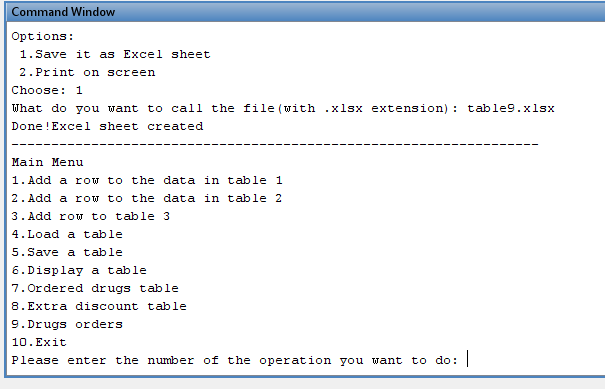 Command Window
Options:
1.Save it as Excel sheet
2.Print on screen
Choose: 1
What do you want to call the file(with .xlsx extension): table9.xlsx
Done!Excel sheet created
------------------------------------------------------------------
Main Menu
1.Add a row to the data in table 1
2.Add a row to the data in table 2
3.Add row to table 3
4.Load a table
5.Save a table
6.Display a table
7.Ordered drugs table
8.Extra discount table
9.Drugs orders
10.Exit
Please enter the number of the operation you want to do: